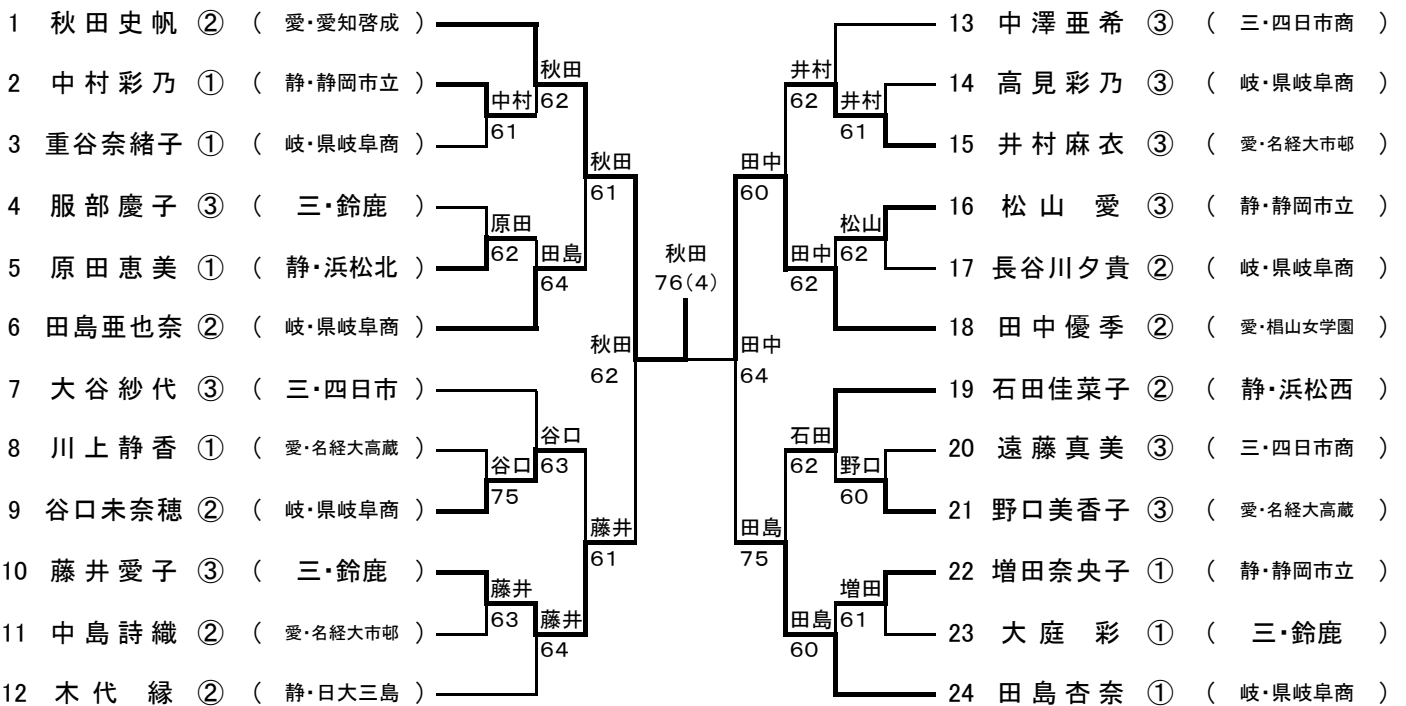 1 秋田史帆 ② ( 愛・愛知啓成 )
2 中村彩乃 ① ( 静・静岡市立 )
3 重谷奈緒子 ① ( 岐・県岐阜商 )
4 服部慶子 ③ ( 三・鈴鹿 )
5 原田恵美 ① ( 静・浜松北 )
6 田島亜也奈 ② ( 岐・県岐阜商 )
7 大谷紗代 ③ ( 三・四日市 )
8 川上静香 ① ( 愛・名経大高蔵 )
9 谷口未奈穂 ② ( 岐・県岐阜商 )
10 藤井愛子 ③ ( 三・鈴鹿 )
11 中島詩織 ② ( 愛・名経大市邨 )
12 木代縁 ② ( 静・日大三島 )
中村
61
原田
62
谷口
75
藤井
63
秋田
62
田島
64
谷口
63
藤井
64
秋田
61
藤井
61
秋田
62
秋田
76(4)
田中
64
田中
60
田島
75
井村
62
田中
62
石田
62
田島
60
井村
61
松山
62
野口
60
増田
61
13 中澤亜希 ③ ( 三・四日市商 )
14 高見彩乃 ③ ( 岐・県岐阜商 )
15 井村麻衣 ③ ( 愛・名経大市邨 )
16 松山愛 ③ ( 静・静岡市立 )
17 長谷川夕貴 ② ( 岐・県岐阜商 )
18 田中優季 ② ( 愛・椙山女学園 )
19 石田佳菜子 ② ( 静・浜松西 )
20 遠藤真美 ③ ( 三・四日市商 )
21 野口美香子 ③ ( 愛・名経大高蔵 )
22 増田奈央子 ① ( 静・静岡市立 )
23 大庭彩 ① ( 三・鈴鹿 )
24 田島杏奈 ① ( 岐・県岐阜商 )